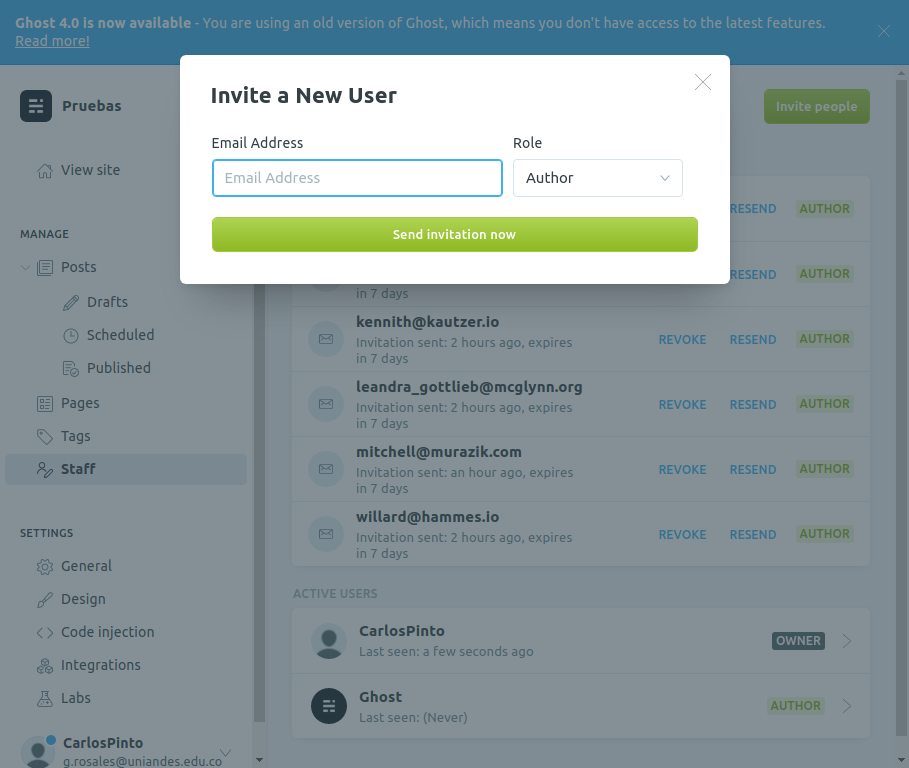 Ghost 4.0 is now available - You are using an old version of Ghost, which means you don't have access to the latest features.
Read more!
Pruebas
Invite people
View site
MANAGE
Posts
Drafts
Scheduled
Published
Pages
Tags
Staff
SETTINGS
General
Design
Code injection
Integrations
Labs
CarlosPinto
g.rosales@uniandes.edu.co
Invite a New User
Email Address
Role
Email Address
Author
Send invitation now
RESEND AUTHOR
RESEND AUTHOR
in 7 days
kennith@kautzer.io
Invitation sent: 2 hours ago, expires
in 7 days
REVOKE RESEND AUTHOR
leandra_gottlieb@mcglynn.org
Invitation sent: 2 hours ago, expires
in 7 days
REVOKE RESEND AUTHOR
mitchell@murazik.com
Invitation sent: an hour ago, expires
in 7 days
REVOKE RESEND AUTHOR
willard@hammes.io
Invitation sent: 2 hours ago, expires
in 7 days
REVOKE RESEND AUTHOR
ACTIVE USERS
CarlosPinto
Last seen: a few seconds ago
OWNER
Ghost
Last seen: (Never)
AUTHOR